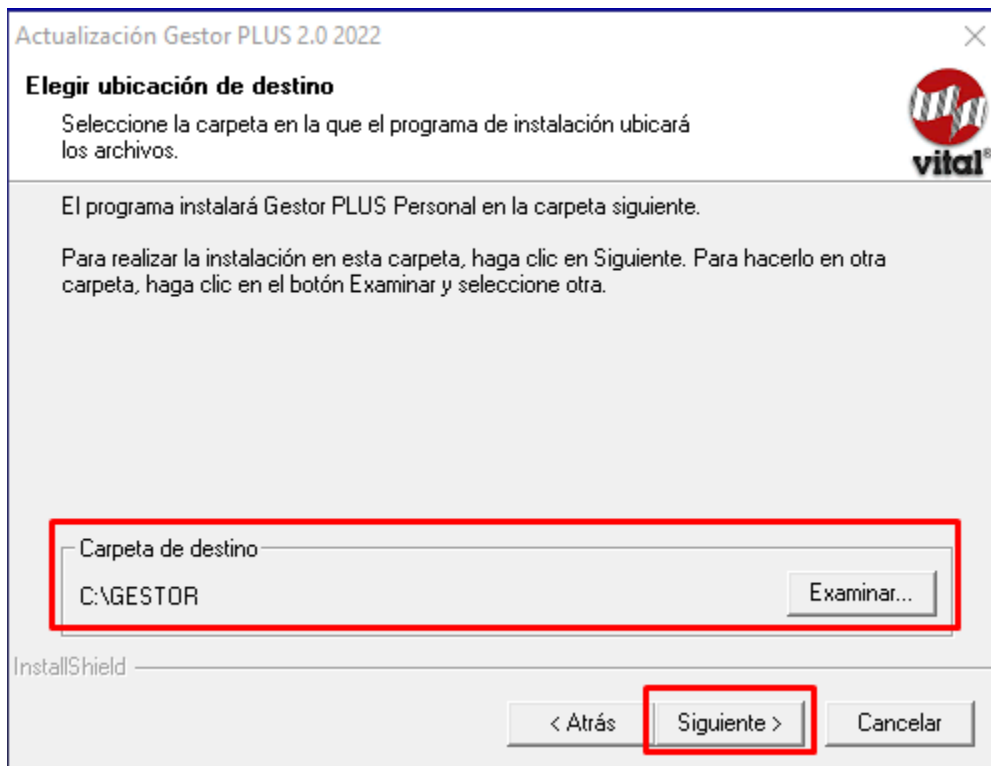 Actualización Gestor PLUS 2.0 2022
Elegir ubicación de destino
Seleccione la carpeta en la que el programa de instalación ubicará
los archivos.
vital®
El programa instalará Gestor PLUS Personal en la carpeta siguiente.
Para realizar la instalación en esta carpeta, haga clic en Siguiente. Para hacerlo en otra
carpeta, haga clic en el botón Examinar y seleccione otra.
Carpeta de destino
C:\GESTOR
Examinar...
InstallShield
< Atrás
Siguiente >
Cancelar